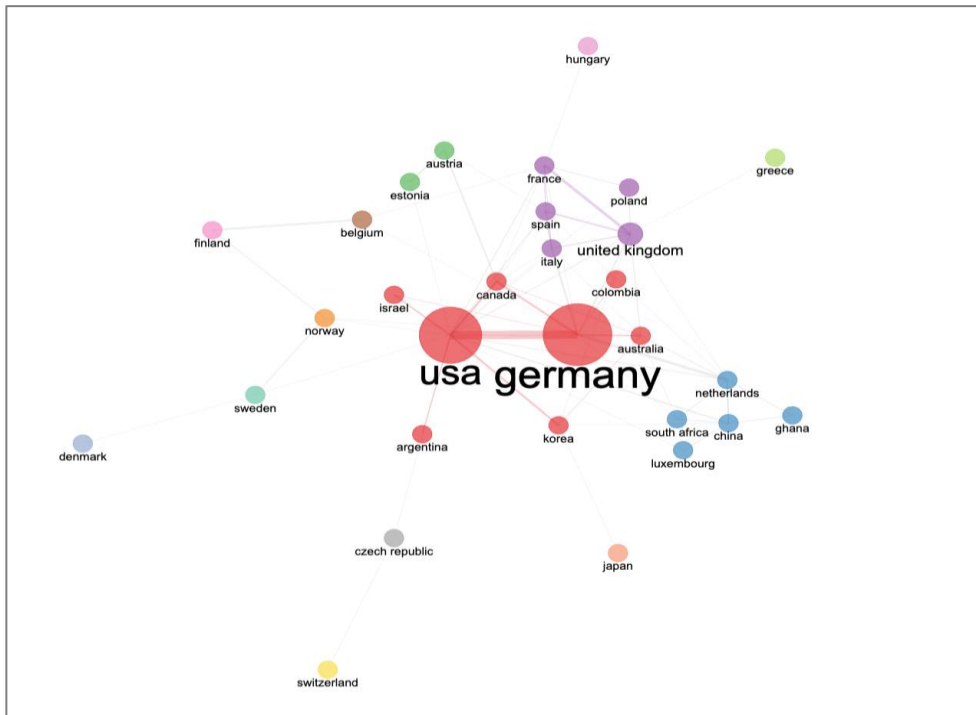 hungary
austria
france
greece
estonia
poland
spain
belgium
finland
united kingdom
italy
canada
colombia
israel
norway
australia
usa
germany
netherlands
sweden
ghana
south africa
china
korea
argentina
denmark
luxembourg
czech republic
japan
switzerland